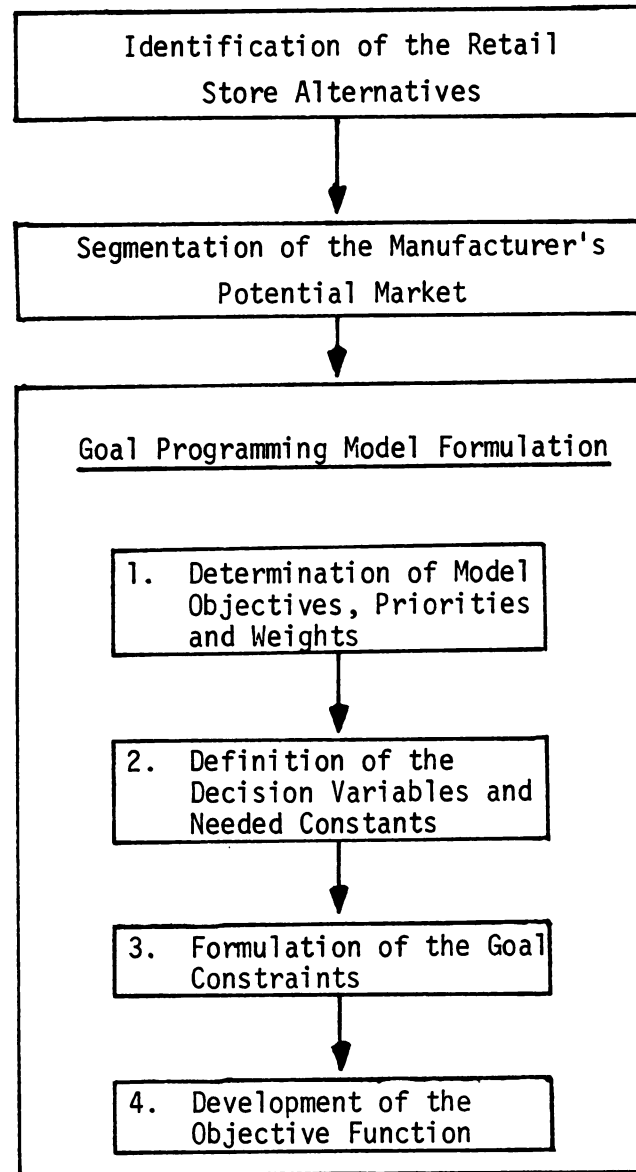 Identification of the Retail
Store Alternatives
Segmentation of the Manufacturer's
Potential Market
Goal Programming Model Formulation
1. Determination of Model
Objectives, Priorities
and Weights
2. Definition of the
Decision Variables and
Needed Constants
3. Formulation of the Goal
Constraints
4. Development of the
Objective Function